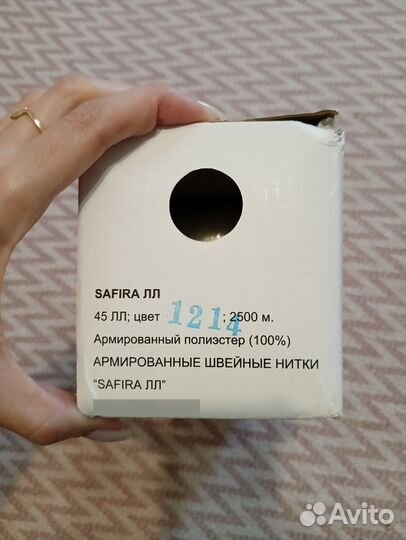 SAFIRA ЛЛ
45 ЛЛ; цвет 1214; 2500 м.
Армированный полиэстер (100%)
АРМИРОВАННЫЕ ШВЕЙНЫЕ НИТКИ
"SAFIRA ЛЛ"
Avito